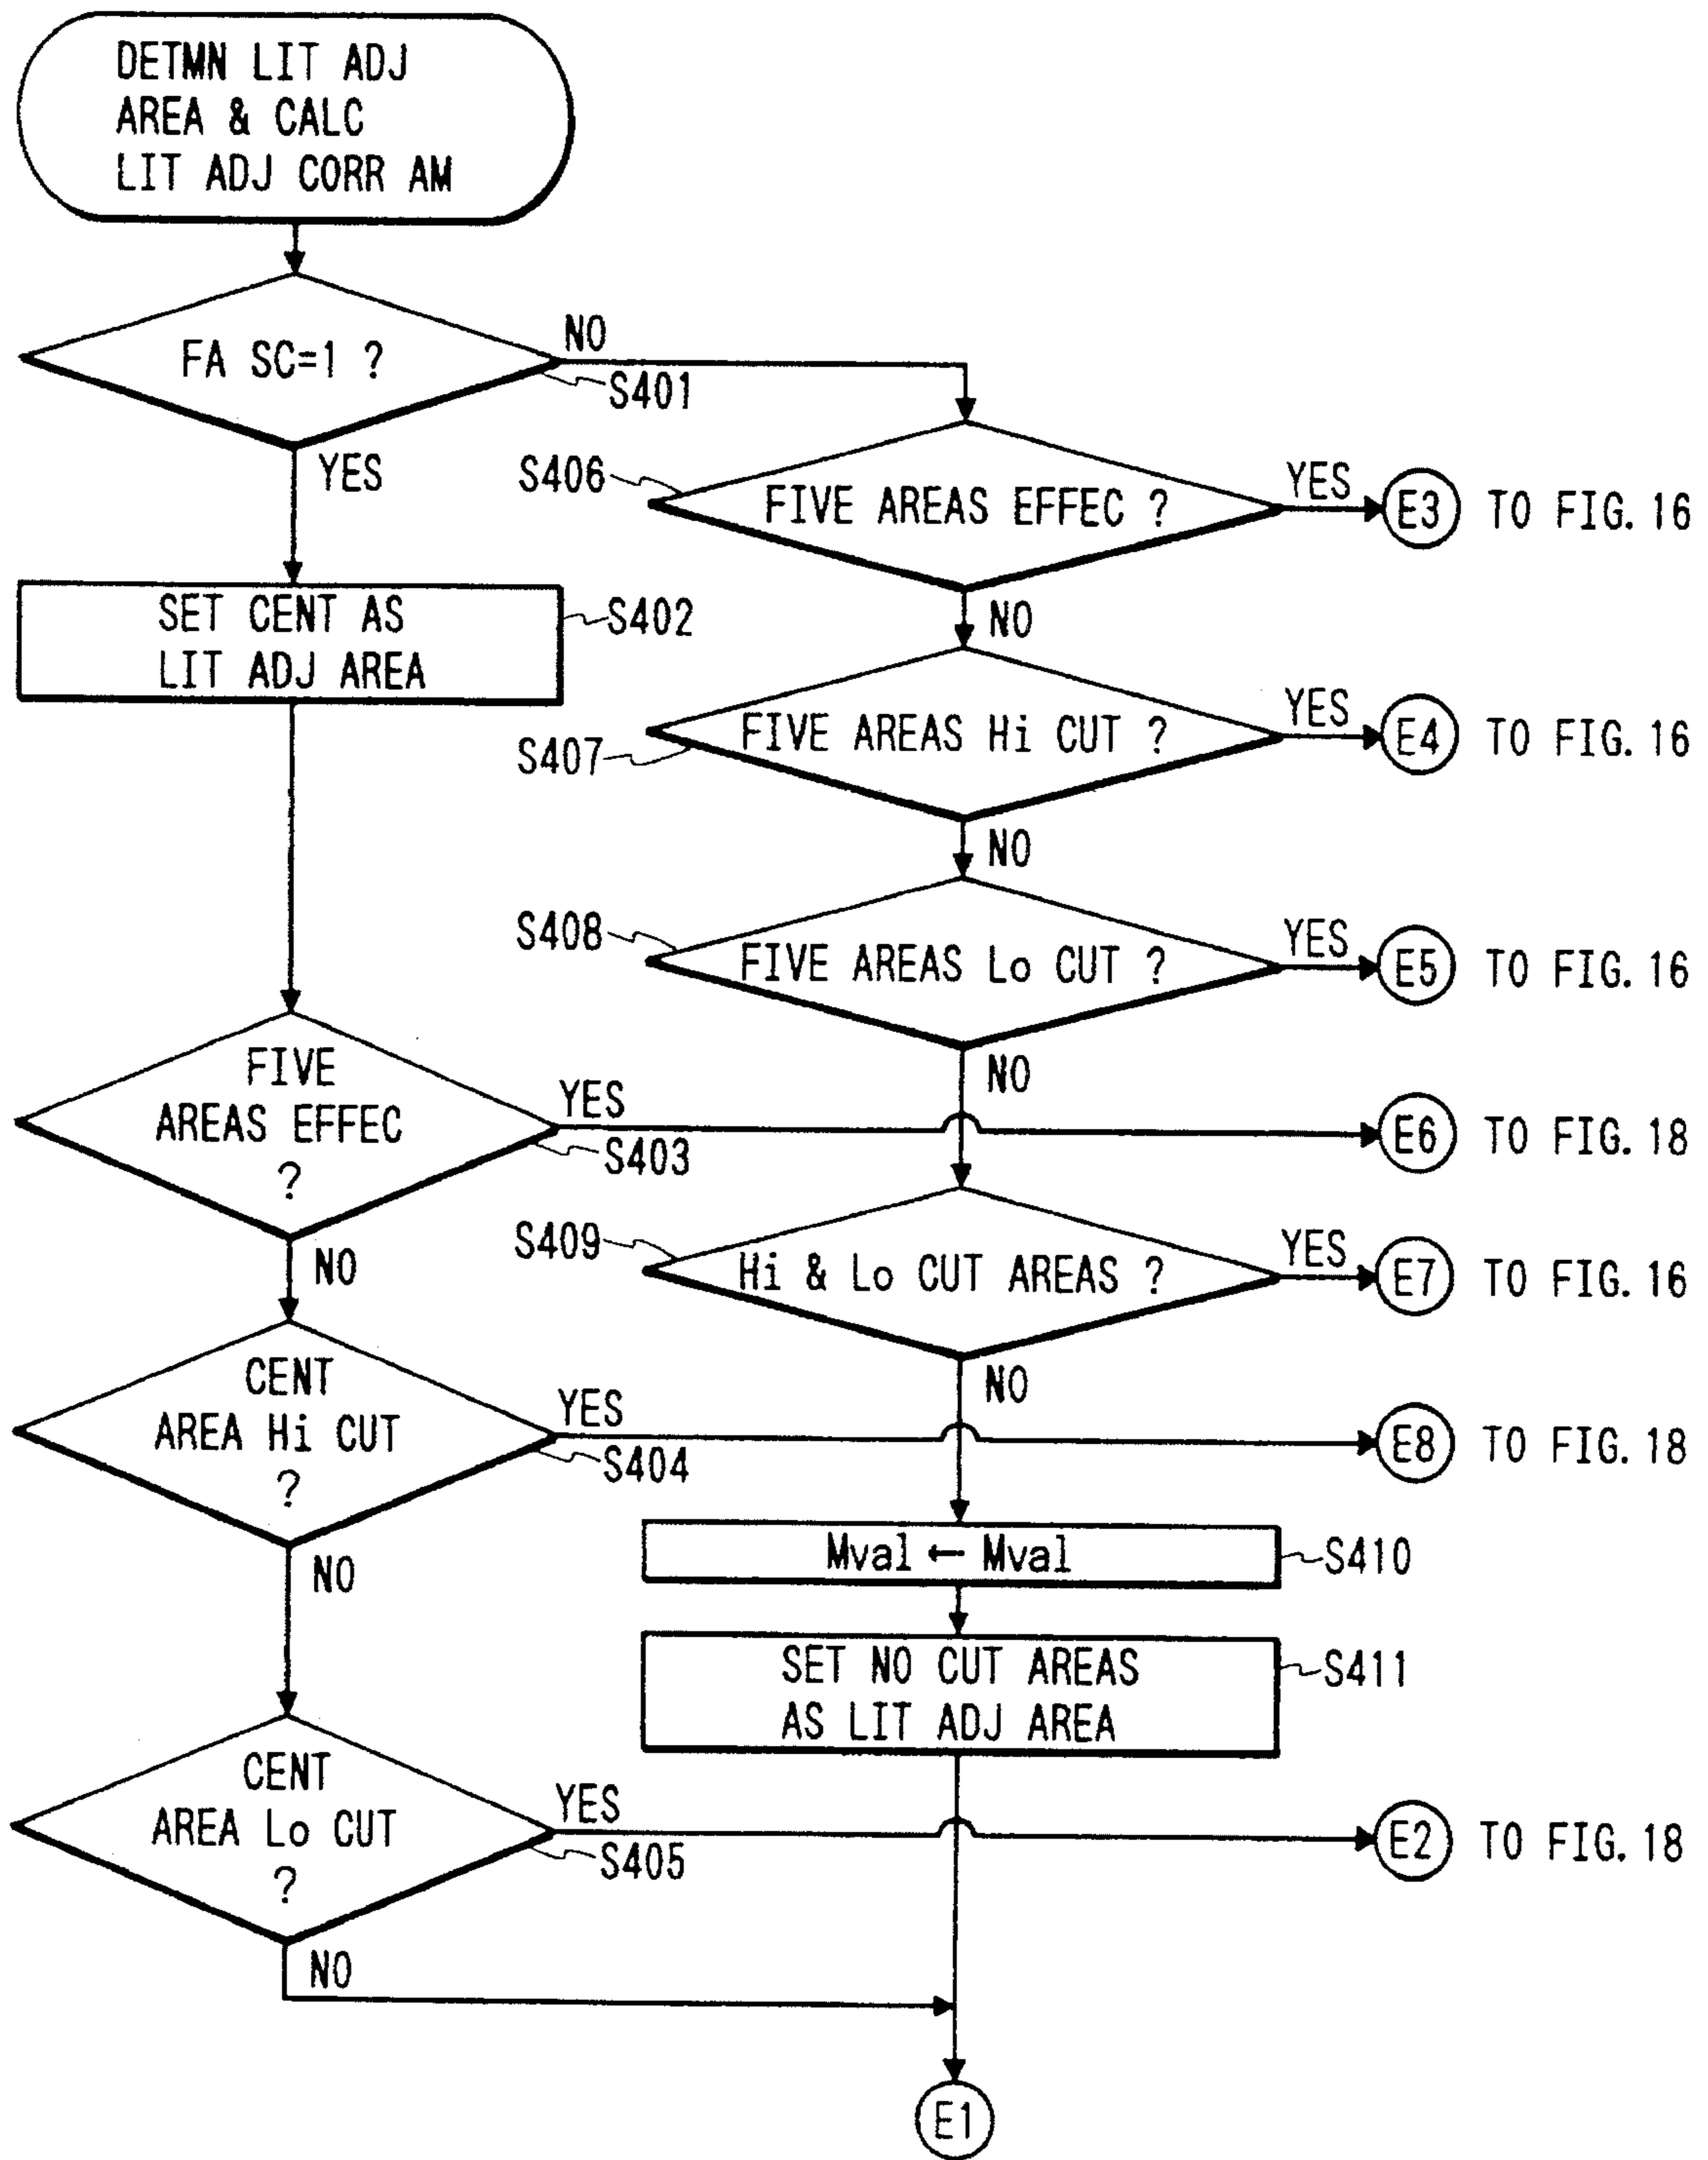 DETMN LIT ADJ
AREA & CALC
LIT ADJ CORR AM
FA SC=1 ?
NO
S401
YES
S406
FIVE AREAS EFFEC ?
YES
E3
TO FIG. 16
NO
SET CENT AS
LIT ADJ AREA
S402
S407
FIVE AREAS Hi CUT ?
YES
E4
TO FIG. 16
NO
S408
FIVE AREAS Lo CUT ?
YES
E5
TO FIG. 16
NO
FIVE
AREAS EFFEC
?
YES
S403
E6
TO FIG. 18
NO
S409
Hi & Lo CUT AREAS ?
YES
E7
TO FIG. 16
NO
CENT
AREA Hi CUT
?
YES
S404
E8
TO FIG. 18
NO
Mval ← Mval
S410
SET NO CUT AREAS
AS LIT ADJ AREA
S411
CENT
AREA Lo CUT
?
YES
S405
E2
TO FIG. 18
NO
E1